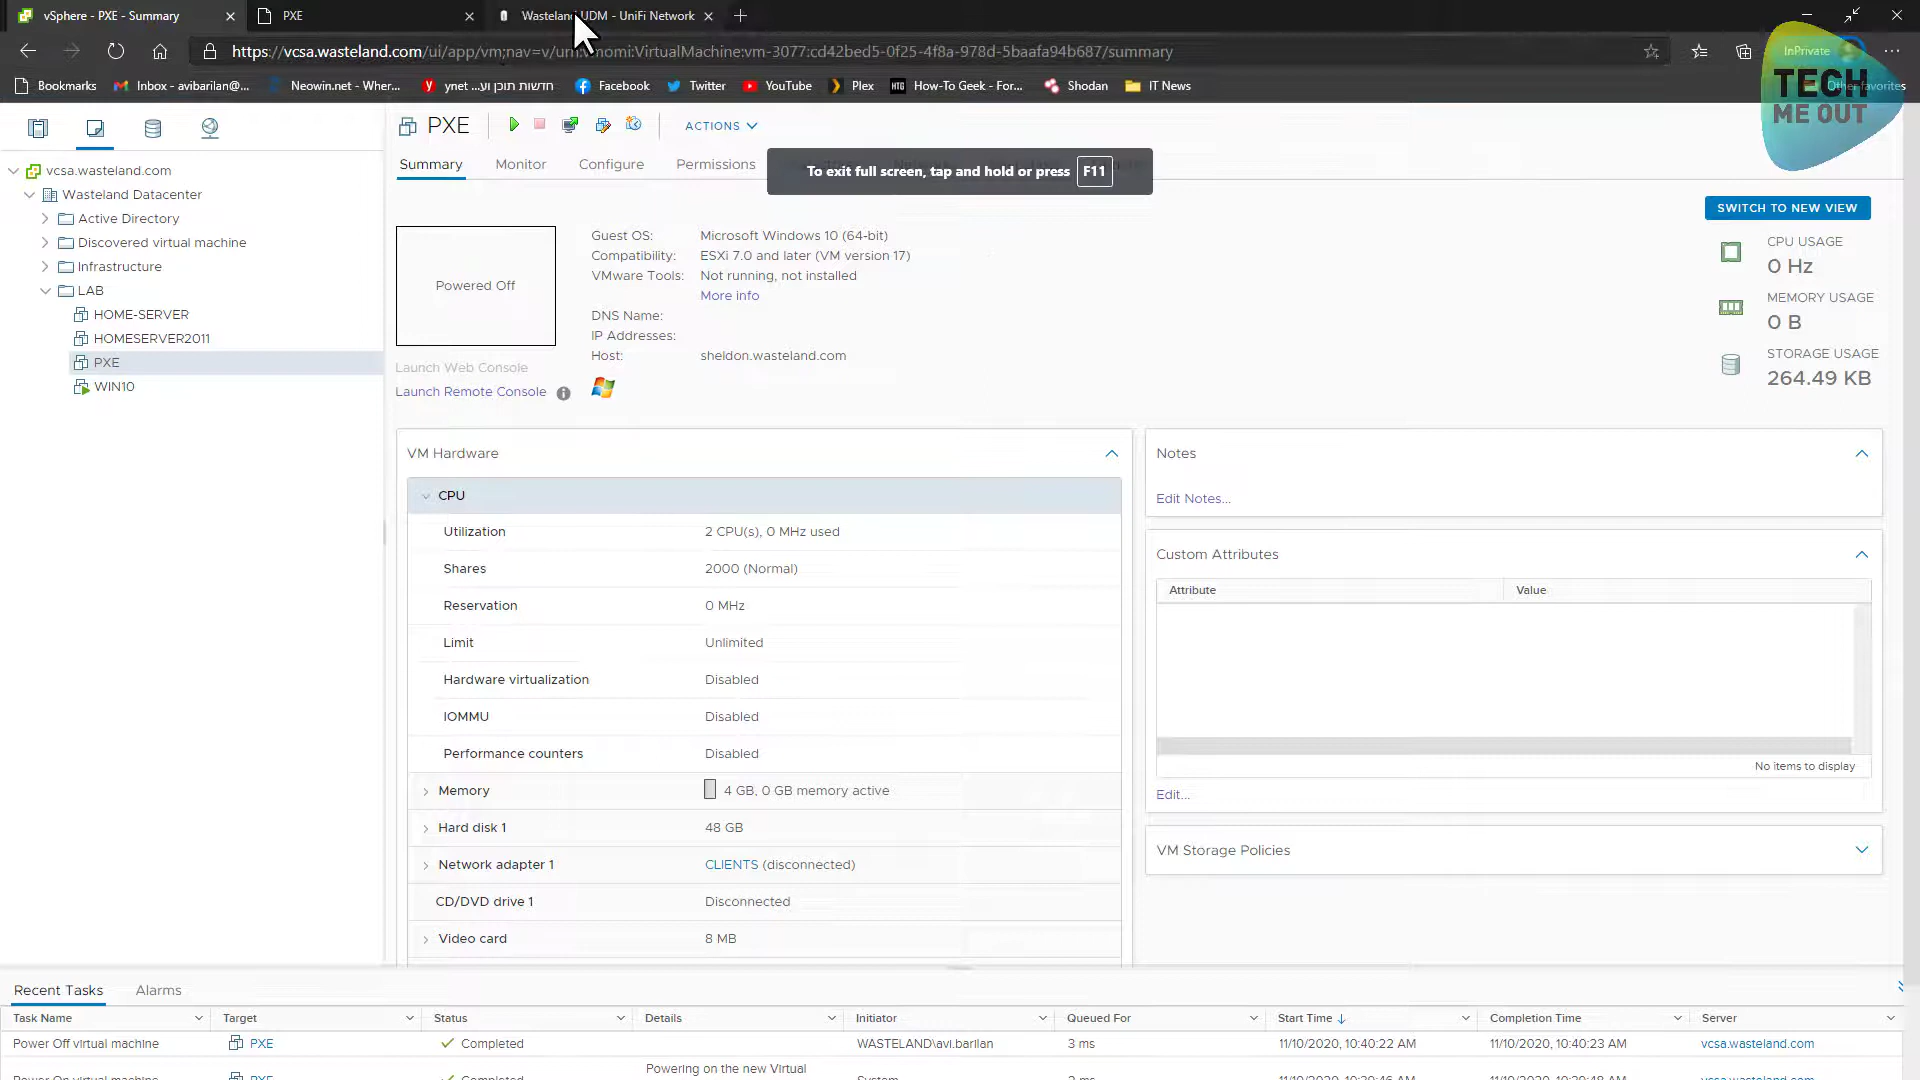 vSphere - PXE - Summary
PXE
Wasteland UDM - UniFi Network
https://vcsa.wasteland.com/ui/app/vm;nav=v/urn:vmomi:VirtualMachine:vm-3077:cd42bed5-0f25-4f8a-978d-5baafa94b687/summary
InPrivate
Bookmarks
Inbox - avibarilan@...
Neowin.net - Wher...
ynet חדשות תוכן וע...
Facebook
Twitter
YouTube
Plex
How-To Geek - For...
Shodan
IT News
Other favorites
TECH
ME OUT
PXE
ACTIONS
Summary
Monitor
Configure
Permissions
To exit full screen, tap and hold or press F11
vcsa.wasteland.com
Wasteland Datacenter
Active Directory
Discovered virtual machine
Infrastructure
LAB
HOME-SERVER
HOMESERVER2011
PXE
WIN10
Powered Off
Launch Web Console
Launch Remote Console
Guest OS: Microsoft Windows 10 (64-bit)
Compatibility: ESXi 7.0 and later (VM version 17)
VMware Tools: Not running, not installed
More info
DNS Name:
IP Addresses:
Host: sheldon.wasteland.com
SWITCH TO NEW VIEW
CPU USAGE
0 Hz
MEMORY USAGE
0 B
STORAGE USAGE
264.49 KB
VM Hardware
CPU
Utilization 2 CPU(s), 0 MHz used
Shares 2000 (Normal)
Reservation 0 MHz
Limit Unlimited
Hardware virtualization Disabled
IOMMU Disabled
Performance counters Disabled
Memory 4 GB, 0 GB memory active
Hard disk 1 48 GB
Network adapter 1 CLIENTS (disconnected)
CD/DVD drive 1 Disconnected
Video card 8 MB
Notes
Edit Notes...
Custom Attributes
Attribute Value
No items to display
Edit...
VM Storage Policies
Recent Tasks Alarms
Task Name Target Status Details Initiator Queued For Start Time Completion Time Server
Power Off virtual machine PXE Completed WASTELAND\avi.barilan 3 ms 11/10/2020, 10:40:22 AM 11/10/2020, 10:40:23 AM vcsa.wasteland.com
Powering on the new Virtual
Power On virtual machine PXE Completed System 2 ms 11/10/2020, 10:39:46 AM 11/10/2020, 10:39:48 AM vcsa.wasteland.com